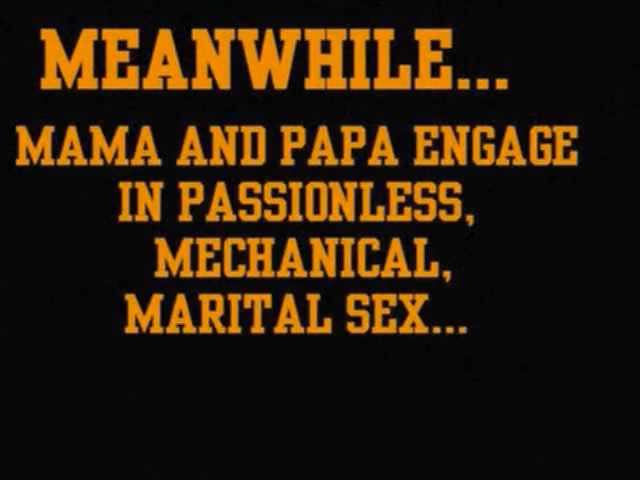 MEANWHILE...
MAMA AND PAPA ENGAGE
IN PASSIONLESS,
MECHANICAL,
MARITAL SEX...